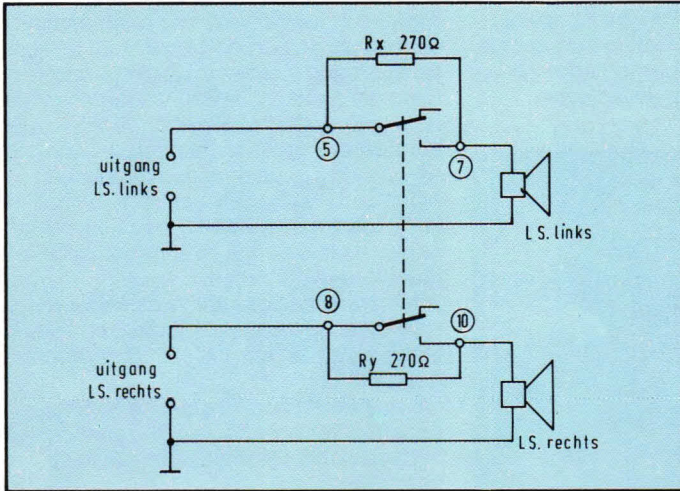 Rx 270Ω
5
7
uitgang
LS. links
LS. links
8
10
Ry 270Ω
uitgang
LS. rechts
LS. rechts